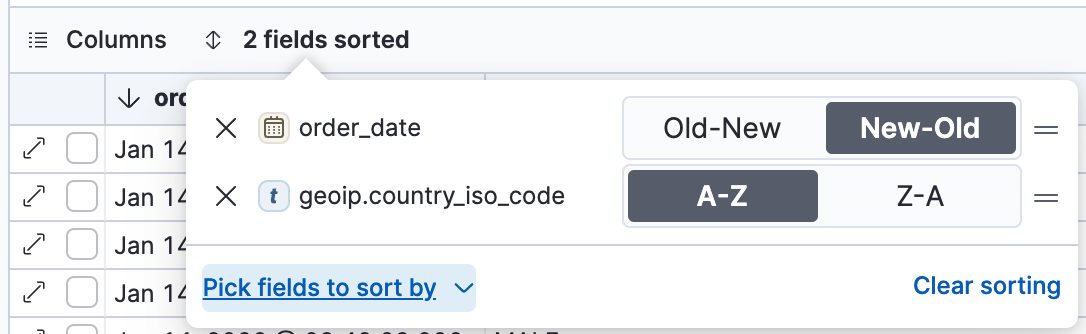 Columns 2 fields sorted
order_date Old-New New-Old
t geoip.country_iso_code A-Z Z-A
Pick fields to sort by Clear sorting
Jan 14
Jan 14
Jan 14
Jan 14